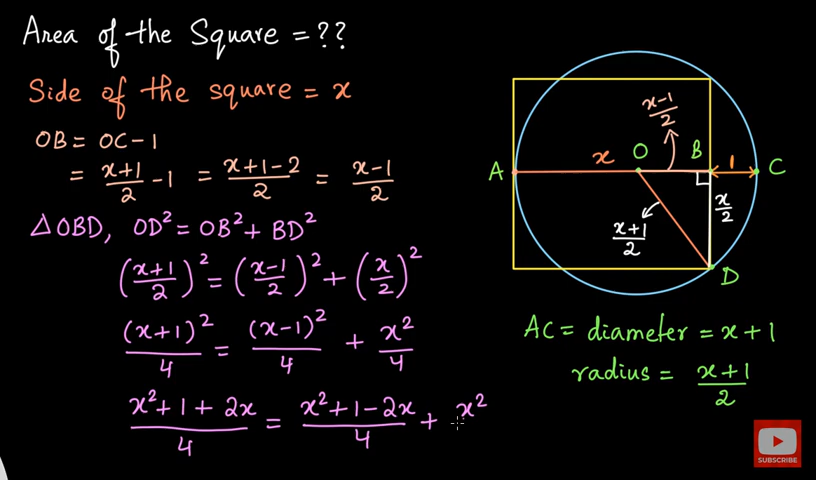 Area of the Square = ??
Side of the square = x
OB = OC - 1
= (x+1)/2 - 1 = (x+1-2)/2 = (x-1)/2
△OBD, OD² = OB² + BD²
((x+1)/2)² = ((x-1)/2)² + (x/2)²
(x+1)²/4 = (x-1)²/4 + x²/4
(x²+1+2x)/4 = (x²+1-2x)/4 + x²
(x-1)/2
A
x
O
B
1
C
(x+1)/2
x/2
D
AC = diameter = x+1
radius = (x+1)/2
SUBSCRIBE